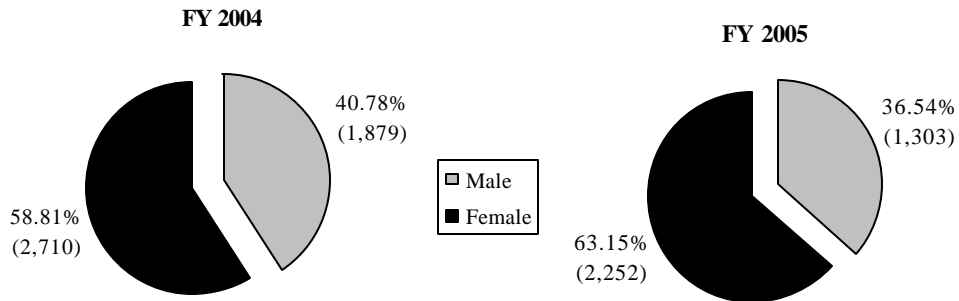 FY 2004
40.78%
(1,879)
58.81%
(2,710)
Male
Female
FY 2005
36.54%
(1,303)
63.15%
(2,252)